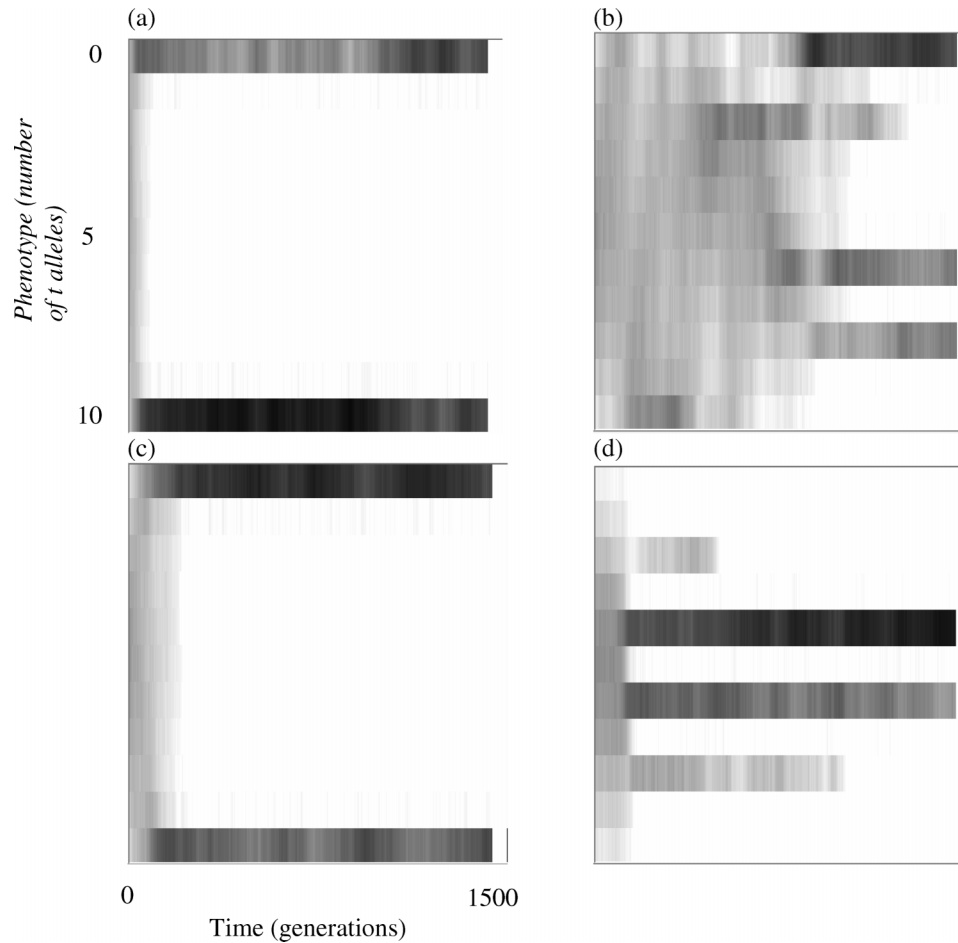 (a)
(b)
0
5
10
Phenotype (number
of t alleles)
(c)
(d)
0
1500
Time (generations)